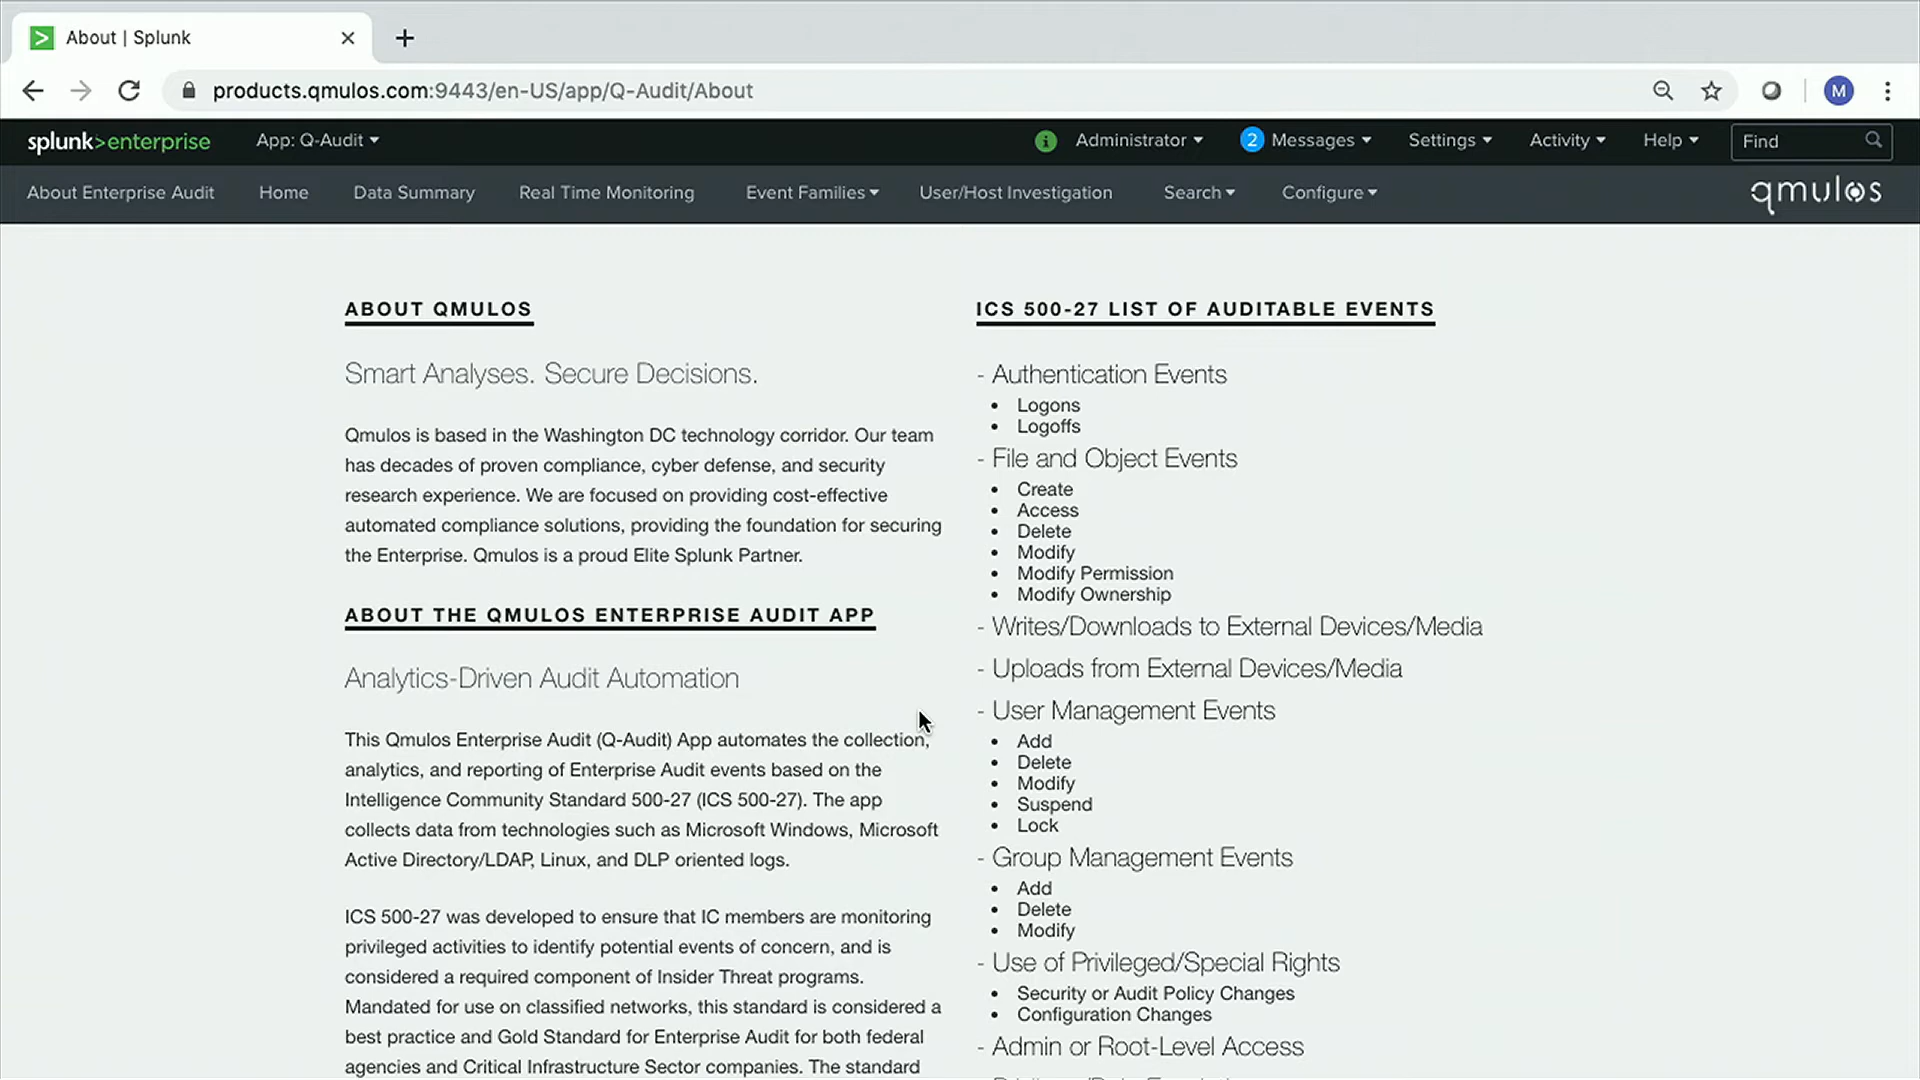 About | Splunk
products.qmulos.com:9443/en-US/app/Q-Audit/About
M
splunk>enterprise
App: Q-Audit
i
Administrator
2
Messages
Settings
Activity
Help
Find
About Enterprise Audit
Home
Data Summary
Real Time Monitoring
Event Families
User/Host Investigation
Search
Configure
qmulos
ABOUT QMULOS
Smart Analyses. Secure Decisions.
Qmulos is based in the Washington DC technology corridor. Our team
has decades of proven compliance, cyber defense, and security
research experience. We are focused on providing cost-effective
automated compliance solutions, providing the foundation for securing
the Enterprise. Qmulos is a proud Elite Splunk Partner.
ABOUT THE QMULOS ENTERPRISE AUDIT APP
Analytics-Driven Audit Automation
This Qmulos Enterprise Audit (Q-Audit) App automates the collection,
analytics, and reporting of Enterprise Audit events based on the
Intelligence Community Standard 500-27 (ICS 500-27). The app
collects data from technologies such as Microsoft Windows, Microsoft
Active Directory/LDAP, Linux, and DLP oriented logs.
ICS 500-27 was developed to ensure that IC members are monitoring
privileged activities to identify potential events of concern, and is
considered a required component of Insider Threat programs.
Mandated for use on classified networks, this standard is considered a
best practice and Gold Standard for Enterprise Audit for both federal
agencies and Critical Infrastructure Sector companies. The standard
ICS 500-27 LIST OF AUDITABLE EVENTS
- Authentication Events
• Logons
• Logoffs
- File and Object Events
• Create
• Access
• Delete
• Modify
• Modify Permission
• Modify Ownership
- Writes/Downloads to External Devices/Media
- Uploads from External Devices/Media
- User Management Events
• Add
• Delete
• Modify
• Suspend
• Lock
- Group Management Events
• Add
• Delete
• Modify
- Use of Privileged/Special Rights
• Security or Audit Policy Changes
• Configuration Changes
- Admin or Root-Level Access